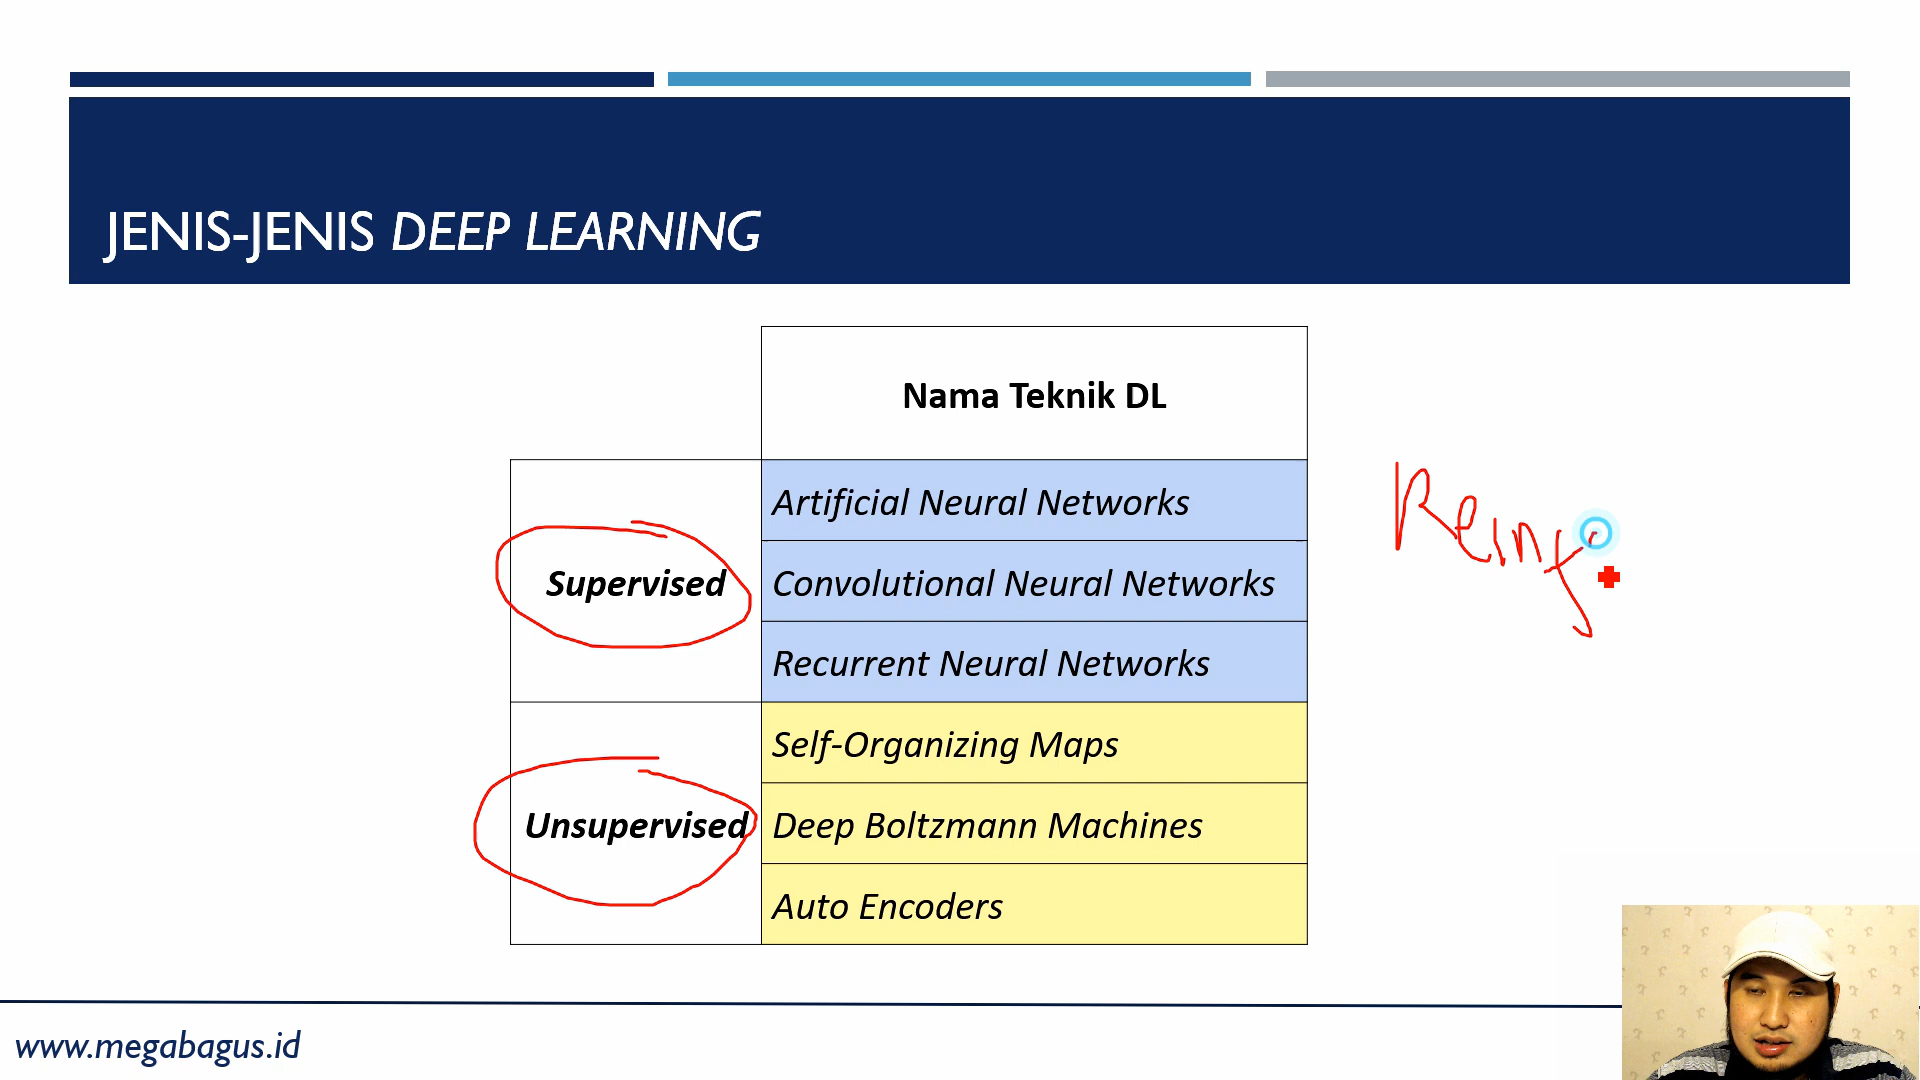 JENIS-JENIS DEEP LEARNING
Nama Teknik DL
Supervised
Artificial Neural Networks
Convolutional Neural Networks
Recurrent Neural Networks
Unsupervised
Self-Organizing Maps
Deep Boltzmann Machines
Auto Encoders
Reinf
www.megabagus.id